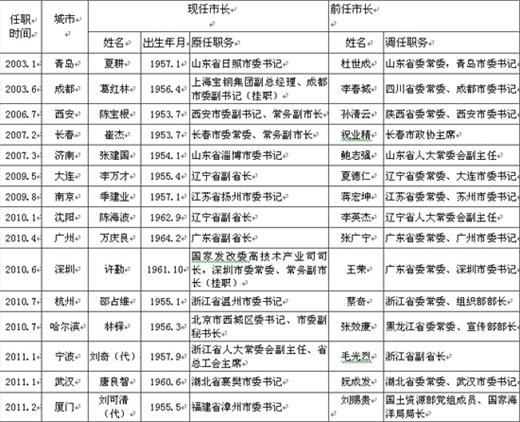 任职时间 城市 现任市长 前任市长
姓名 出生年月 原任职务 姓名 调任职务
2003.1 青岛 夏耕 1957.1 山东省日照市委书记 杜世成 山东省委常委，青岛市委书记
2003.6 成都 葛红林 1956.4 上海宝钢集团副总经理、成都市委副书记（挂职） 李春城 四川省委常委、成都市委书记
2006.7 西安 陈宝根 1953.7 西安市委副书记、常务副市长 孙清云 陕西省委常委、西安市委书记
2007.2 长春 崔杰 1953.7 长春市委常委、常务副市长 祝业精 长春市政协主席
2007.3 济南 张建国 1954.1 山东省淄博市委书记 鲍志强 山东省人大常委会副主任
2009.5 大连 李万才 1955.4 辽宁省副省长 夏德仁 辽宁省委常委、大连市委书记
2009.8 南京 季建业 1957.1 江苏省扬州市委书记 蒋宏坤 江苏省委常委、苏州市委书记
2010.1 沈阳 陈海波 1962.9 辽宁省副省长 李英杰 辽宁省人大常委会副主任
2010.4 广州 万庆良 1964.2 广东省副省长 张广宁 广东省委常委、广州市委书记
2010.6 深圳 许勤 1961.10 国家发改委高技术产业司司长，深圳市委常委、常务副市长（挂职） 王荣 广东省委常委、深圳市委书记
2010.7 杭州 邵占维 1955.1 浙江省温州市委书记 蔡奇 浙江省委常委、组织部部长
2010.7 哈尔滨 林铎 1956.3 北京市西城区委书记、市委副秘书长 张效廉 黑龙江省委常委、宣传部部长
2011.1 宁波 刘奇（代） 1957.9 浙江省人大常委会副主任、省总工会主席 毛光烈 浙江省副省长
2011.1 武汉 唐良智 1960.6 湖北省襄樊市委书记 阮成发 湖北省委常委、武汉市委书记
2011.2 厦门 刘可清（代） 1955.5 福建省漳州市委书记 刘赐贵 国土资源部党组成员、国家海洋局局长